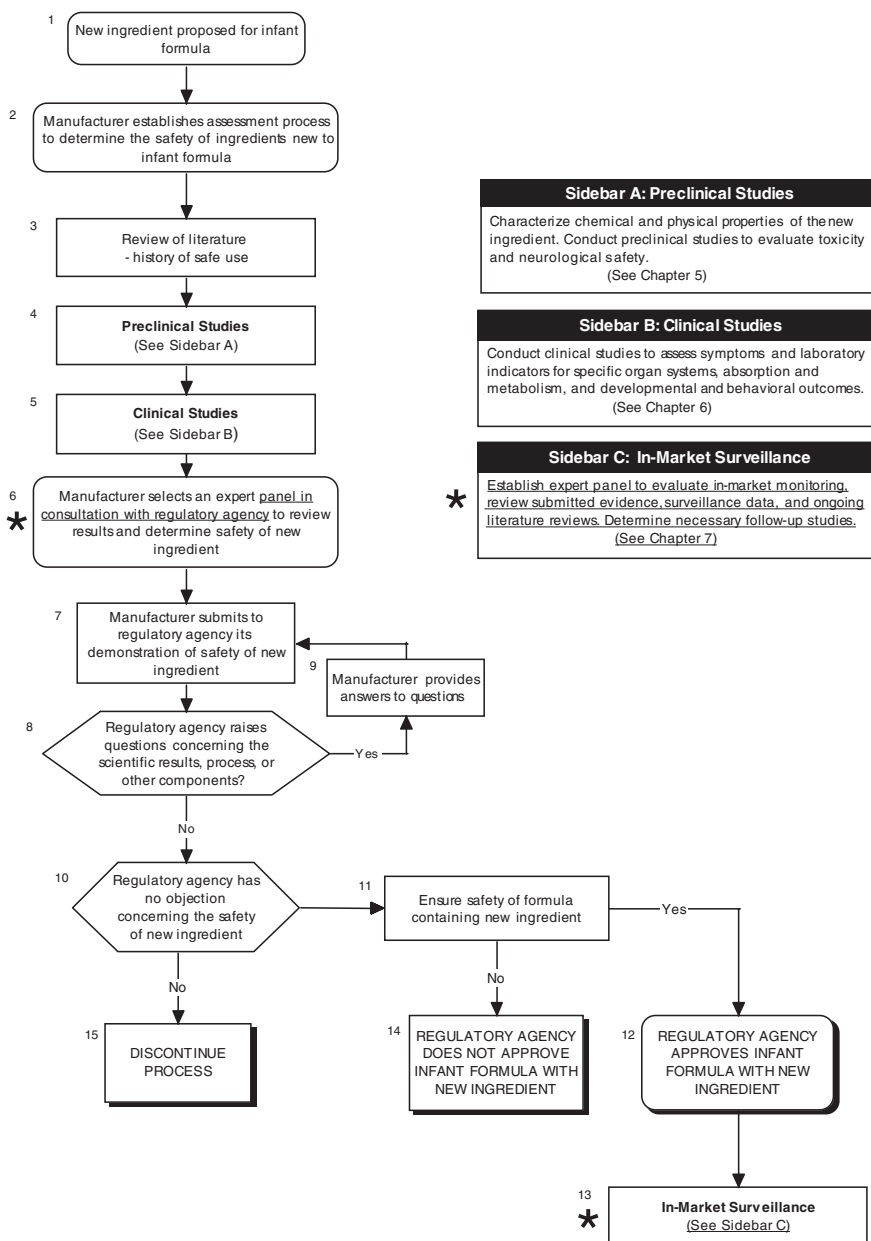 1
New ingredient proposed for infant
formula
2
Manufacturer establishes assessment process
to determine the safety of ingredients new to
infant formula
3
Review of literature
- history of safe use
4
Preclinical Studies
(See Sidebar A)
5
Clinical Studies
(See Sidebar B)
6
*
Manufacturer selects an expert panel in
consultation with regulatory agency to review
results and determine safety of new
ingredient
7
Manufacturer submits to
regulatory agency its
demonstration of safety of new
ingredient
9
Manufacturer provides
answers to questions
8
Regulatory agency raises
questions concerning the
scientific results, process, or
other components?
Yes
No
10
Regulatory agency has
no objection
concerning the safety
of new ingredient
11
Ensure safety of formula
containing new ingredient
Yes
No
No
15
DISCONTINUE
PROCESS
14
REGULATORY AGENCY
DOES NOT APPROVE
INFANT FORMULA WITH
NEW INGREDIENT
12
REGULATORY AGENCY
APPROVES INFANT
FORMULA WITH NEW
INGREDIENT
13
*
In-Market Surveillance
(See Sidebar C)
Sidebar A: Preclinical Studies
Characterize chemical and physical properties of the new
ingredient. Conduct preclinical studies to evaluate toxicity
and neurological safety.
(See Chapter 5)
Sidebar B: Clinical Studies
Conduct clinical studies to assess symptoms and laboratory
indicators for specific organ systems, absorption and
metabolism, and developmental and behavioral outcomes.
(See Chapter 6)
Sidebar C: In-Market Surveillance
*
Establish expert panel to evaluate in-market monitoring,
review submitted evidence, surveillance data, and ongoing
literature reviews. Determine necessary follow-up studies.
(See Chapter 7)